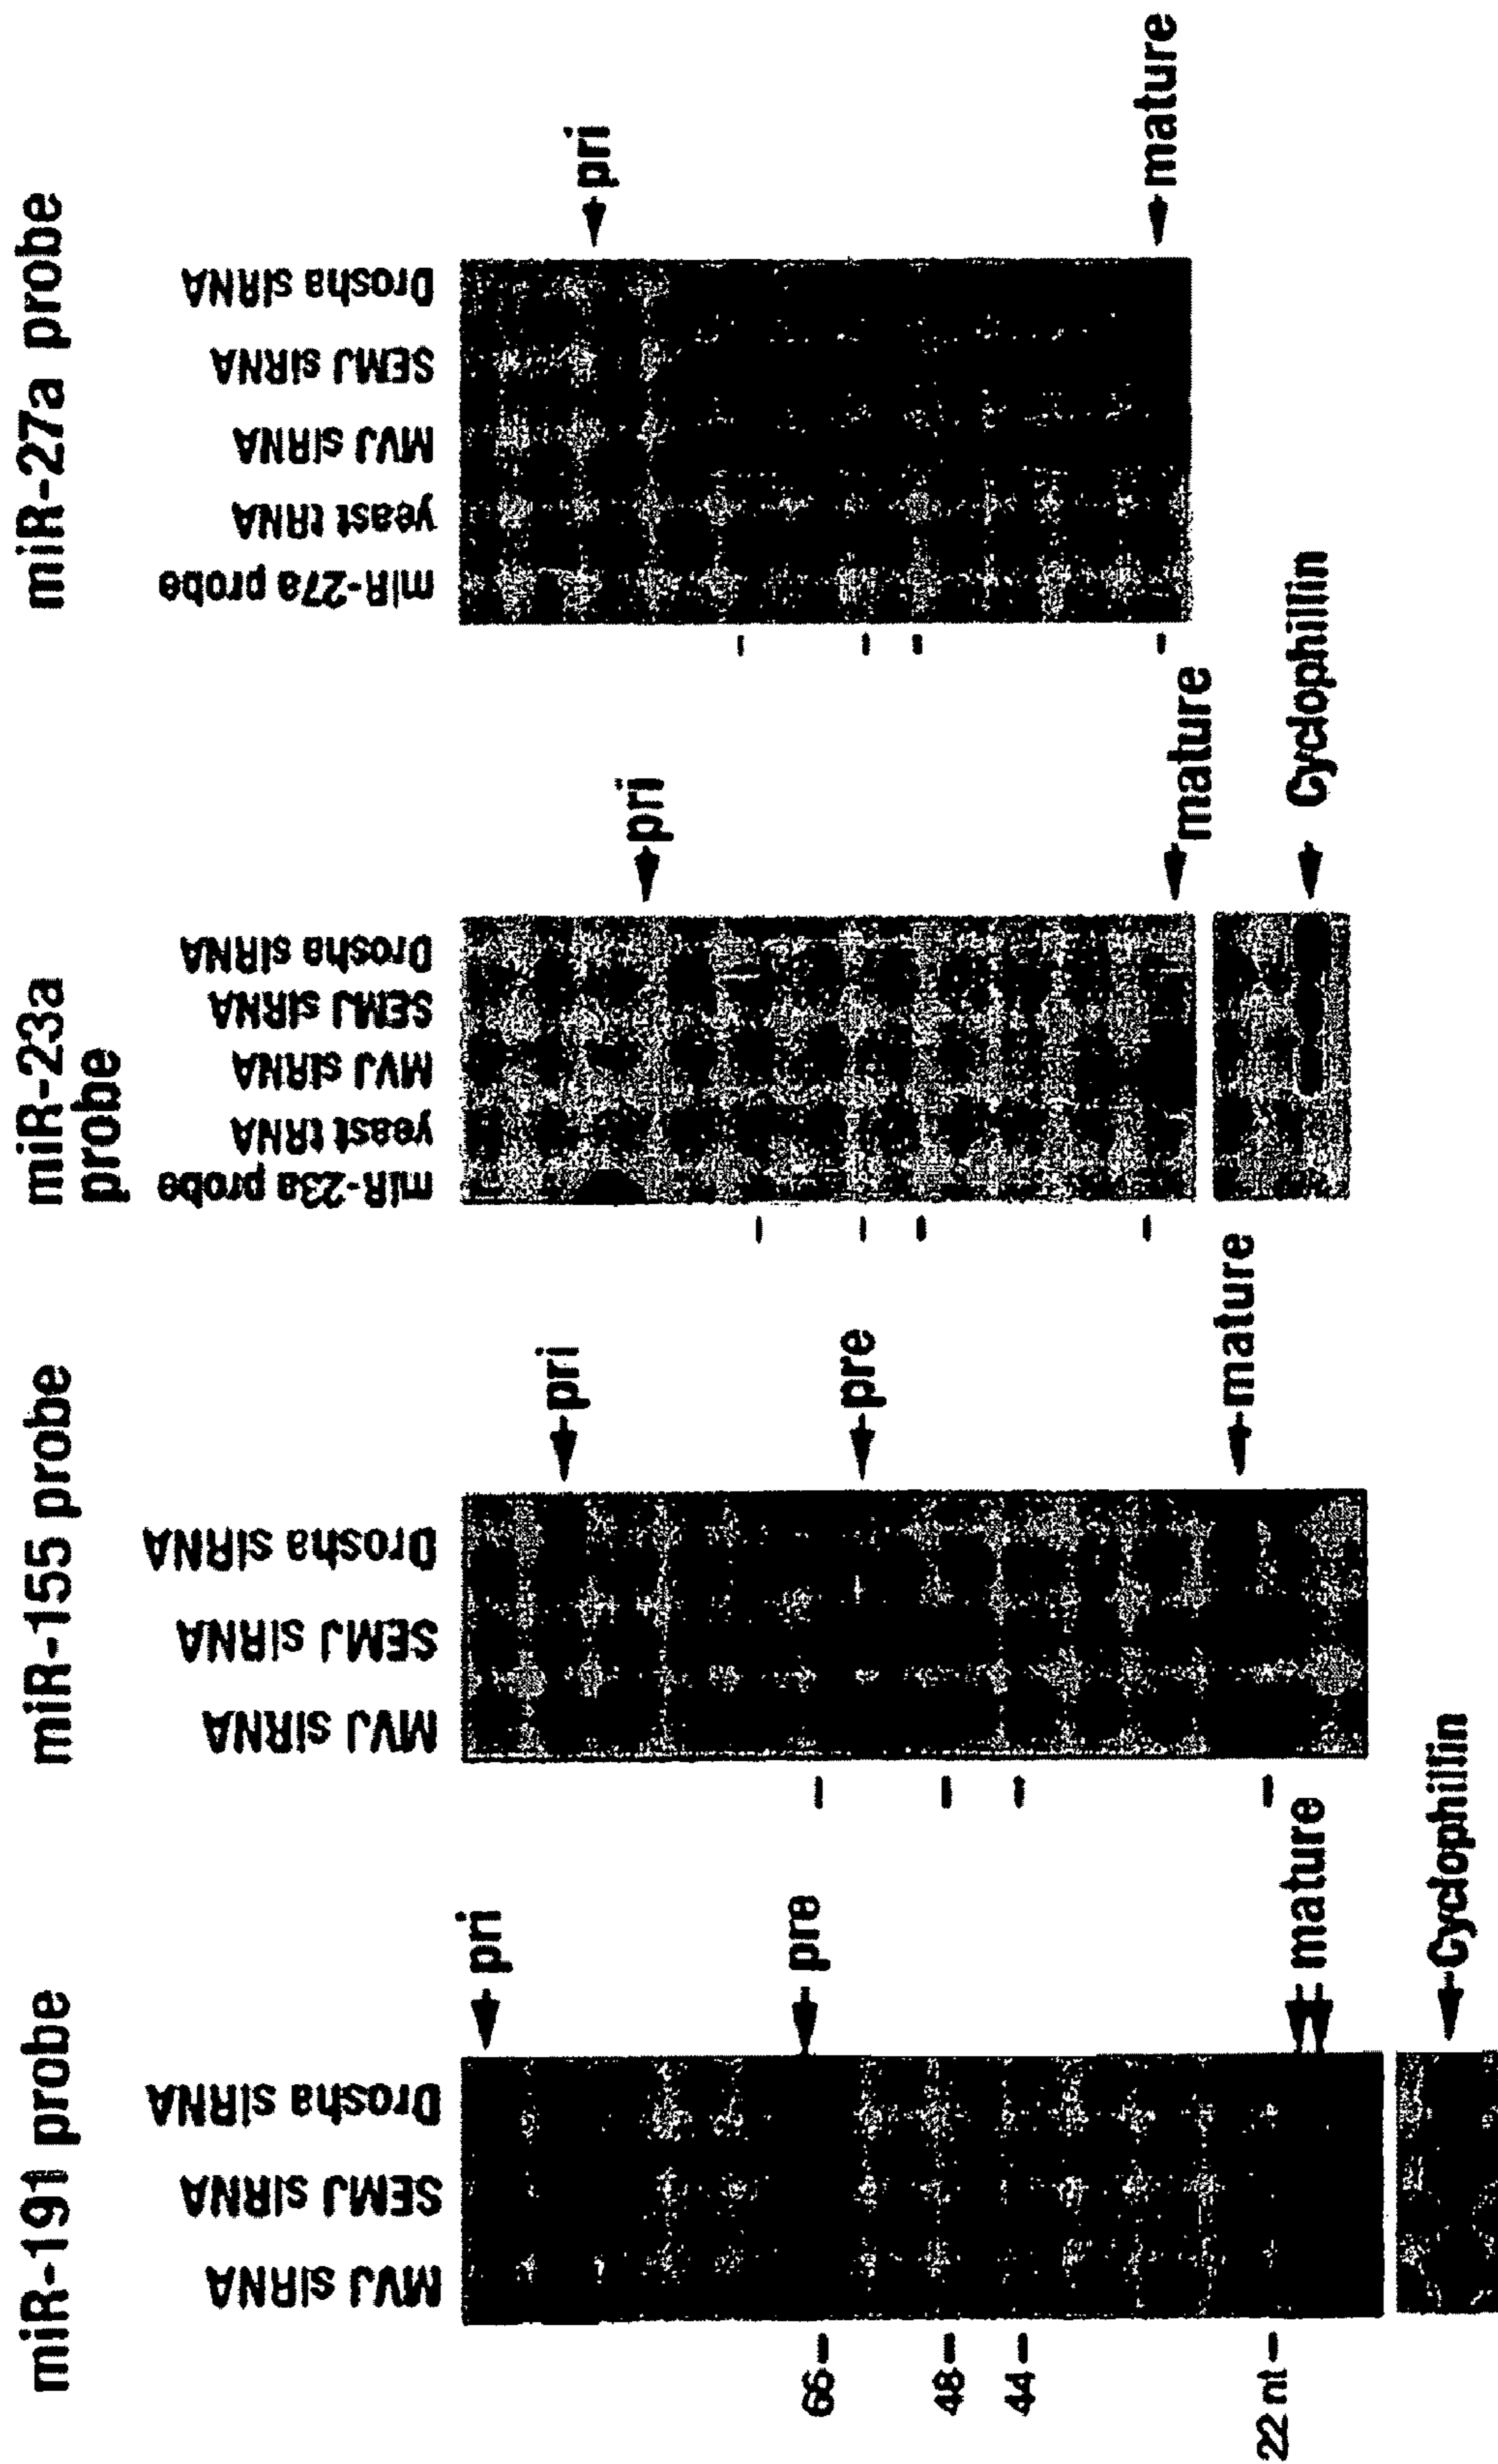 miR-191 probe
MVJ siRNA
SEMJ siRNA
Drosha siRNA
66
48
44
22 nt
pri
pre
mature
Cyclophillin
miR-155 probe
MVJ siRNA
SEMJ siRNA
Drosha siRNA
pri
pre
mature
miR-23a
probe
miR-23a probe
yeast tRNA
MVJ siRNA
SEMJ siRNA
Drosha siRNA
pri
mature
Cyclophillin
miR-27a probe
miR-27a probe
yeast tRNA
MVJ siRNA
SEMJ siRNA
Drosha siRNA
pri
mature